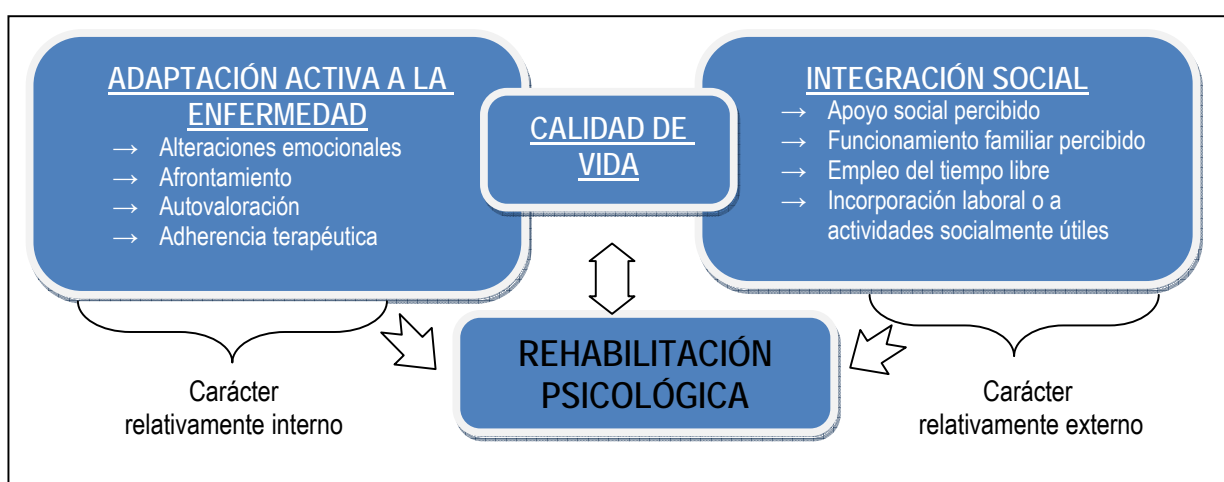 ADAPTACIÓN ACTIVA A LA
ENFERMEDAD
→ Alteraciones emocionales
→ Afrontamiento
→ Autovaloración
→ Adherencia terapéutica
CALIDAD DE
VIDA
INTEGRACIÓN SOCIAL
→ Apoyo social percibido
→ Funcionamiento familiar percibido
→ Empleo del tiempo libre
→ Incorporación laboral o a
actividades socialmente útiles
REHABILITACIÓN
PSICOLÓGICA
Carácter
relativamente interno
Carácter
relativamente externo